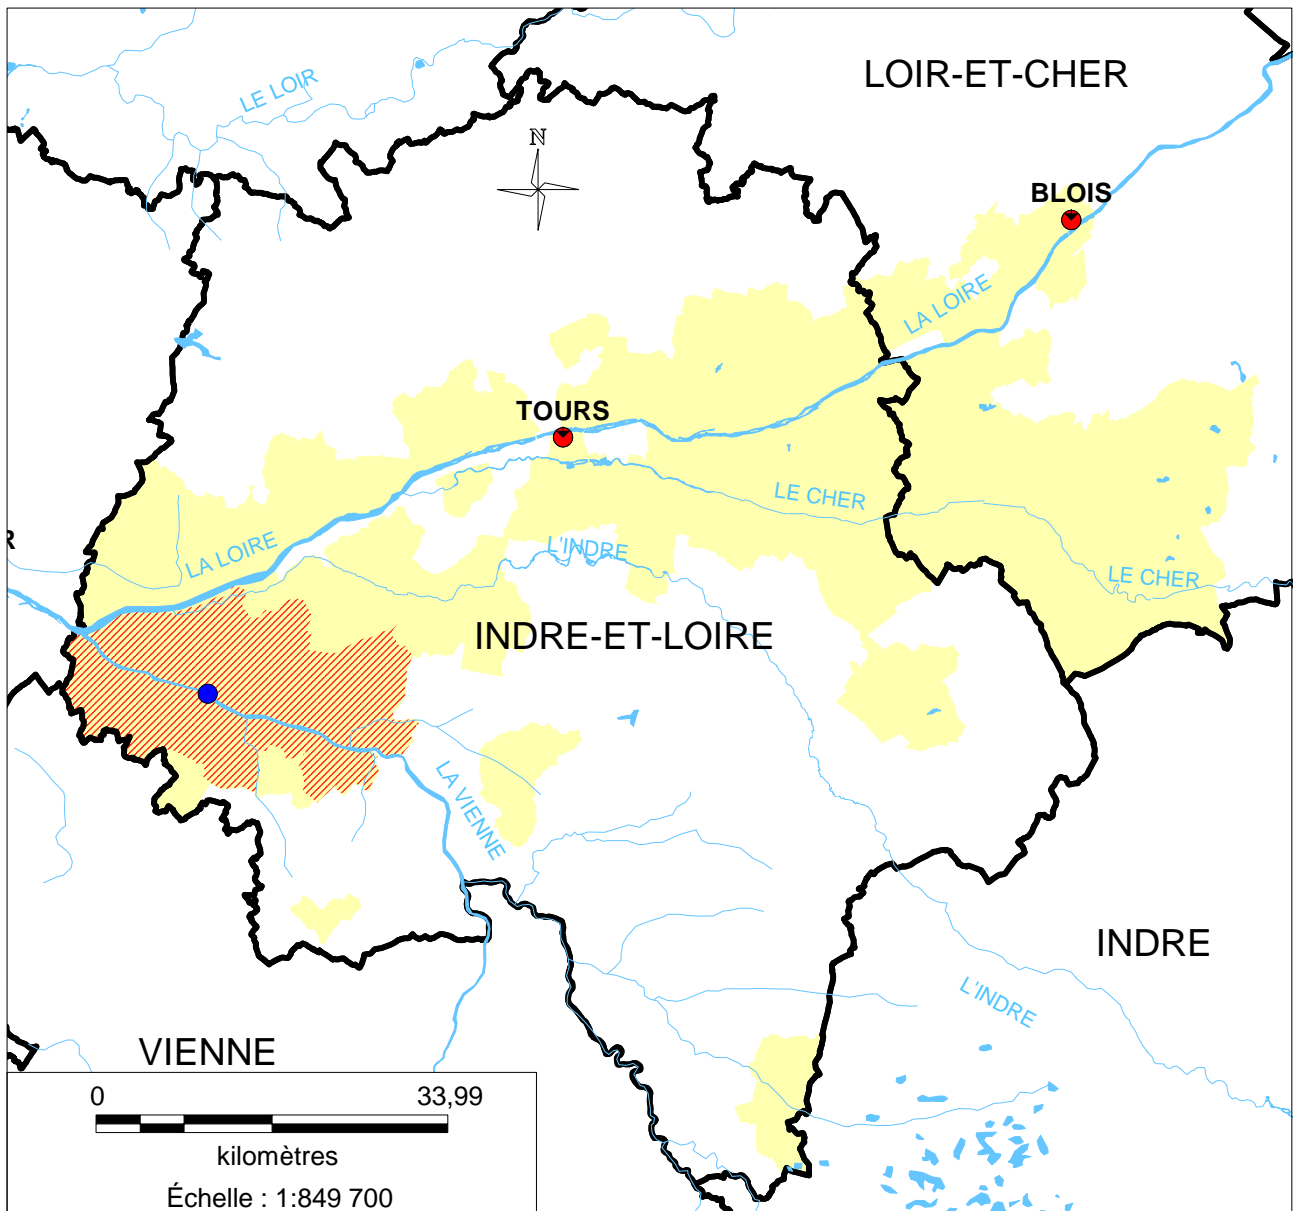 LOIR-ET-CHER
LE LOIR
N
BLOIS
LA LOIRE
TOURS
LE CHER
R
LA LOIRE
L'INDRE
LE CHER
INDRE-ET-LOIRE
LA VIENNE
INDRE
L'INDRE
VIENNE
0 33,99
kilomètres
Échelle : 1:849 700